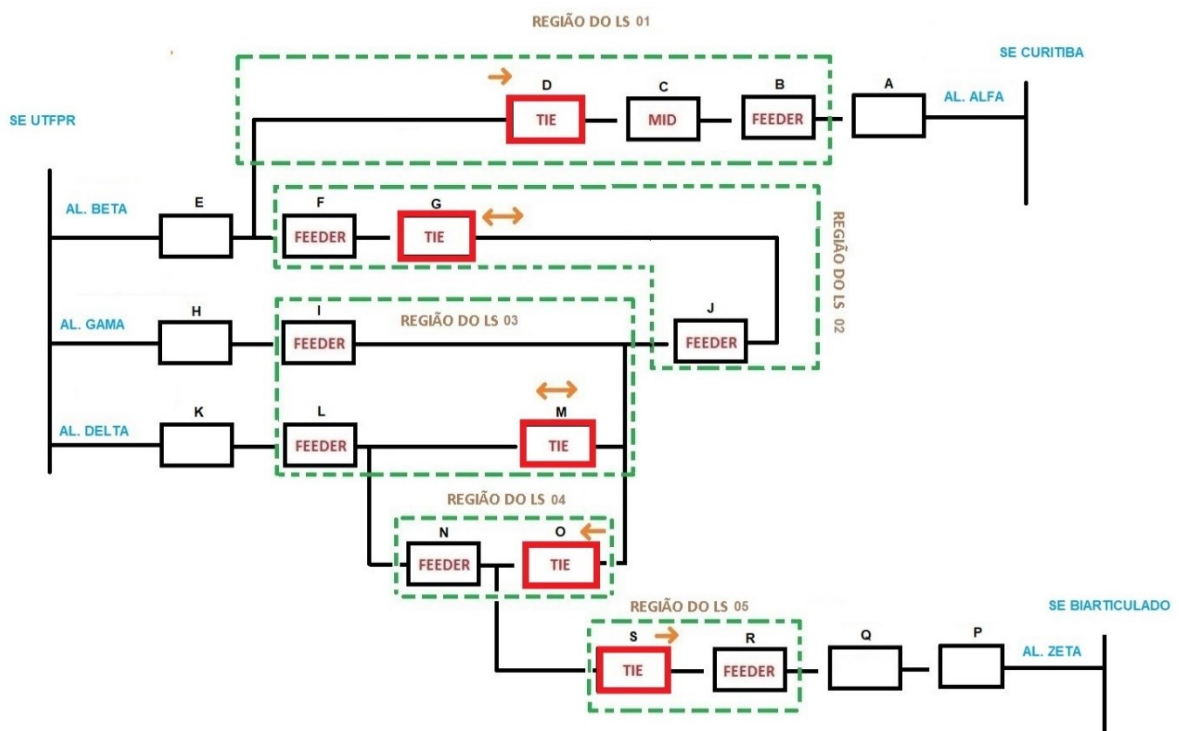 REGIÃO DO LS 01
SE CURITIBA
D
C
B
A
AL. ALFA
TIE
MID
FEEDER
SE UTFPR
AL. BETA
E
F
G
FEEDER
TIE
REGIÃO DO LS 02
AL. GAMA
H
I
REGIÃO DO LS 03
J
FEEDER
FEEDER
AL. DELTA
K
L
M
FEEDER
TIE
REGIÃO DO LS 04
N
O
FEEDER
TIE
REGIÃO DO LS 05
SE BIARTICULADO
S
R
Q
P
AL. ZETA
TIE
FEEDER